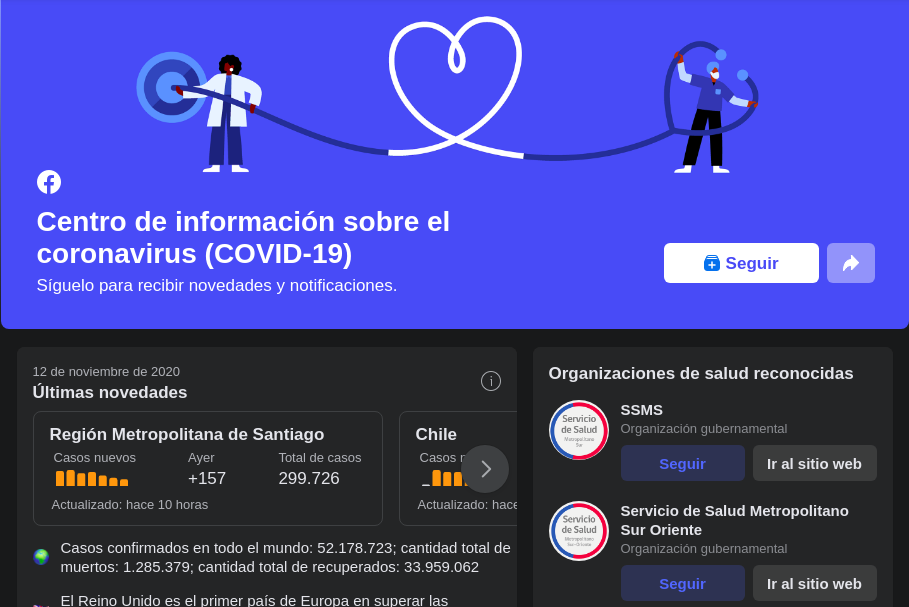 Centro de información sobre el
coronavirus (COVID-19)
Síguelo para recibir novedades y notificaciones.
Seguir
12 de noviembre de 2020
Últimas novedades
Región Metropolitana de Santiago
Casos nuevos
Ayer
+157
Total de casos
299.726
Actualizado: hace 10 horas
Chile
Casos
Actualizado: hace
Casos confirmados en todo el mundo: 52.178.723; cantidad total de
muertos: 1.285.379; cantidad total de recuperados: 33.959.062
El Reino Unido es el primer país de Europa en superar las
Organizaciones de salud reconocidas
Servicio
de Salud
Metropolitano
Sur
SSMS
Organización gubernamental
Seguir
Ir al sitio web
Servicio
de Salud
Metropolitano
Sur-Oriente
Servicio de Salud Metropolitano
Sur Oriente
Organización gubernamental
Seguir
Ir al sitio web